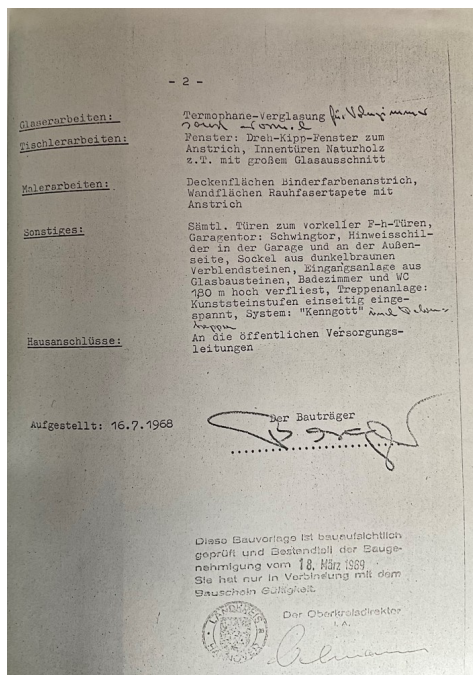 - 2 -
Glaserarbeiten: Termophane-Verglasung für
Tischlerarbeiten: Fenster: Dreh-Kipp-Fenster zum
Anstrich, Innentüren Naturholz
z.T. mit großem Glasausschnitt
Malerarbeiten: Deckenflächen Binderfarbenanstrich,
Wandflächen Rauhfasertapete mit
Anstrich
Sonstiges: Sämtl. Türen zum vorkeller F-h-Türen,
Garagentor: Schwingtor, Hinweisschil-
der in der Garage und an der Außen-
seite, Sockel aus dunkelbraunen
Verblendsteinen, Eingangsanlage aus
Glasbausteinen, Badezimmer und WC
180 m hoch verfliest, Treppenanlage:
Kunststeinstufen einseitig einge-
spannt, System: "Kenngott" und
treppen
Hausanschlüsse: An die öffentlichen Versorgungs-
leitungen
Aufgestellt: 16.7.1968 Der Bauträger
Diese Bauvorlage ist bauaufsichtlich
geprüft und Bestandteil der Bauge-
nehmigung vom 18. März 1969
Sie hat nur in Verbindung mit dem
Bauschein Gültigkeit.
Der Oberkreisdirektor
I.A.
LANDKREIS HANNOVER